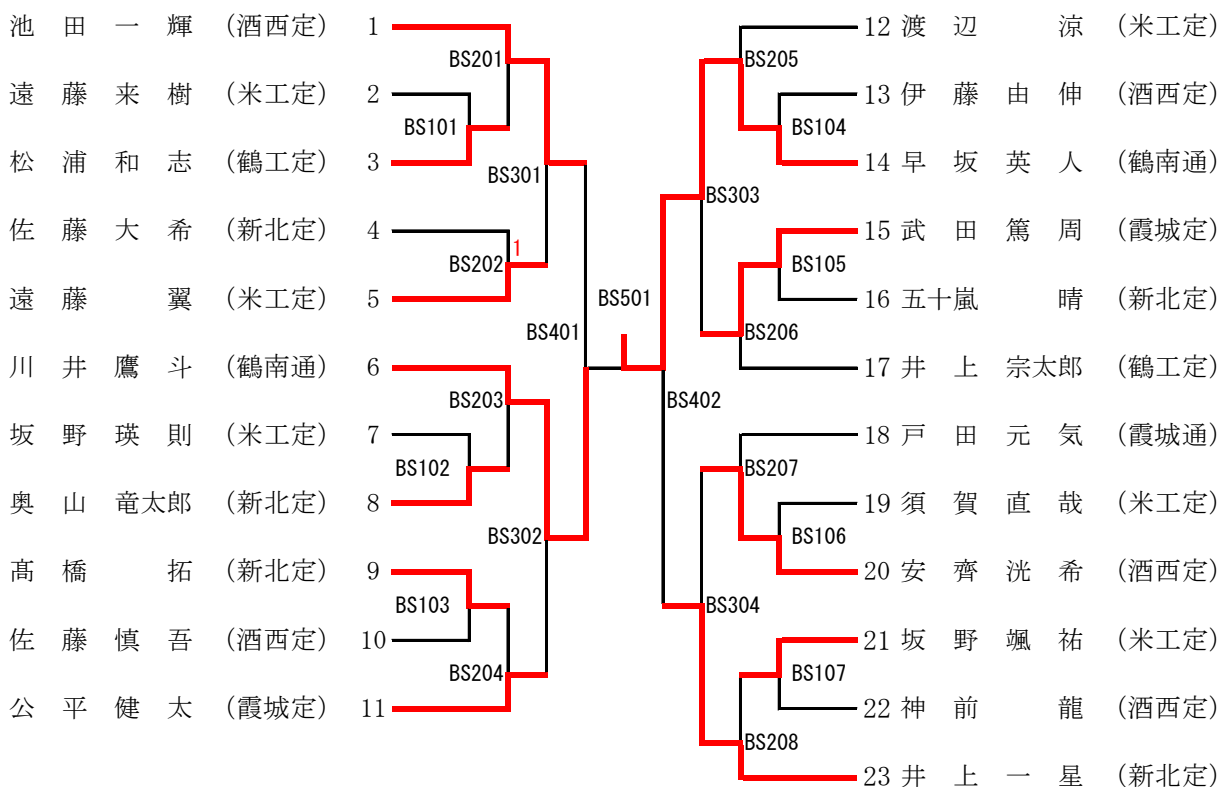 池田一輝 (酒西定) 1
BS201
遠藤来樹 (米工定) 2
BS101
松浦和志 (鶴工定) 3
BS301
佐藤大希 (新北定) 4
1
BS202
遠藤翼 (米工定) 5
BS401
川井鷹斗 (鶴南通) 6
BS203
坂野瑛則 (米工定) 7
BS102
奥山竜太郎 (新北定) 8
BS302
髙橋拓 (新北定) 9
BS103
佐藤慎吾 (酒西定) 10
BS204
公平健太 (霞城定) 11
BS501
12 渡辺涼 (米工定)
BS205
13 伊藤由伸 (酒西定)
BS104
14 早坂英人 (鶴南通)
BS303
15 武田篤周 (霞城定)
BS105
16 五十嵐晴 (新北定)
BS206
17 井上宗太郎 (鶴工定)
BS402
18 戸田元気 (霞城通)
BS207
19 須賀直哉 (米工定)
BS106
20 安齊洸希 (酒西定)
BS304
21 坂野颯祐 (米工定)
BS107
22 神前龍 (酒西定)
BS208
23 井上一星 (新北定)